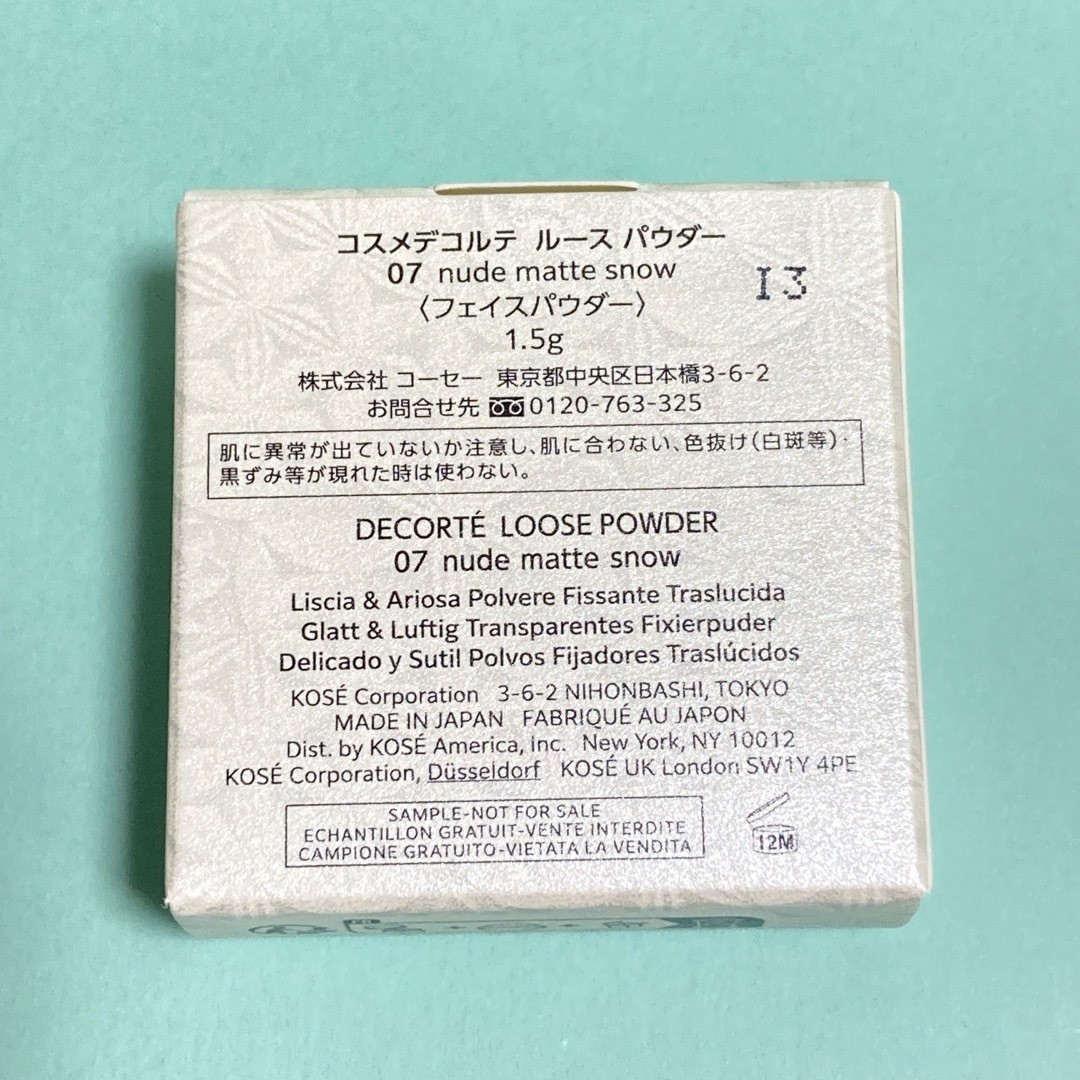 コスメデコルテ ルース パウダー
07 nude matte snow
I3
〈フェイスパウダー〉
1.5g
株式会社 コーセー 東京都中央区日本橋3-6-2
お問合せ先 0120-763-325
肌に異常が出ていないか注意し、肌に合わない、色抜け(白斑等)・
黒ずみ等が現れた時は使わない。
DECORTÉ LOOSE POWDER
07 nude matte snow
Liscia & Ariosa Polvere Fissante Traslucida
Glatt & Luftig Transparentes Fixierpuder
Delicado y Sutil Polvos Fijadores Traslúcidos
KOSÉ Corporation 3-6-2 NIHONBASHI, TOKYO
MADE IN JAPAN FABRIQUÉ AU JAPON
Dist. by KOSÉ America, Inc. New York, NY 10012
KOSÉ Corporation, Düsseldorf KOSÉ UK London SW1Y 4PE
SAMPLE-NOT FOR SALE
ECHANTILLON GRATUIT-VENTE INTERDITE
CAMPIONE GRATUITO-VIETATA LA VENDITA
12M